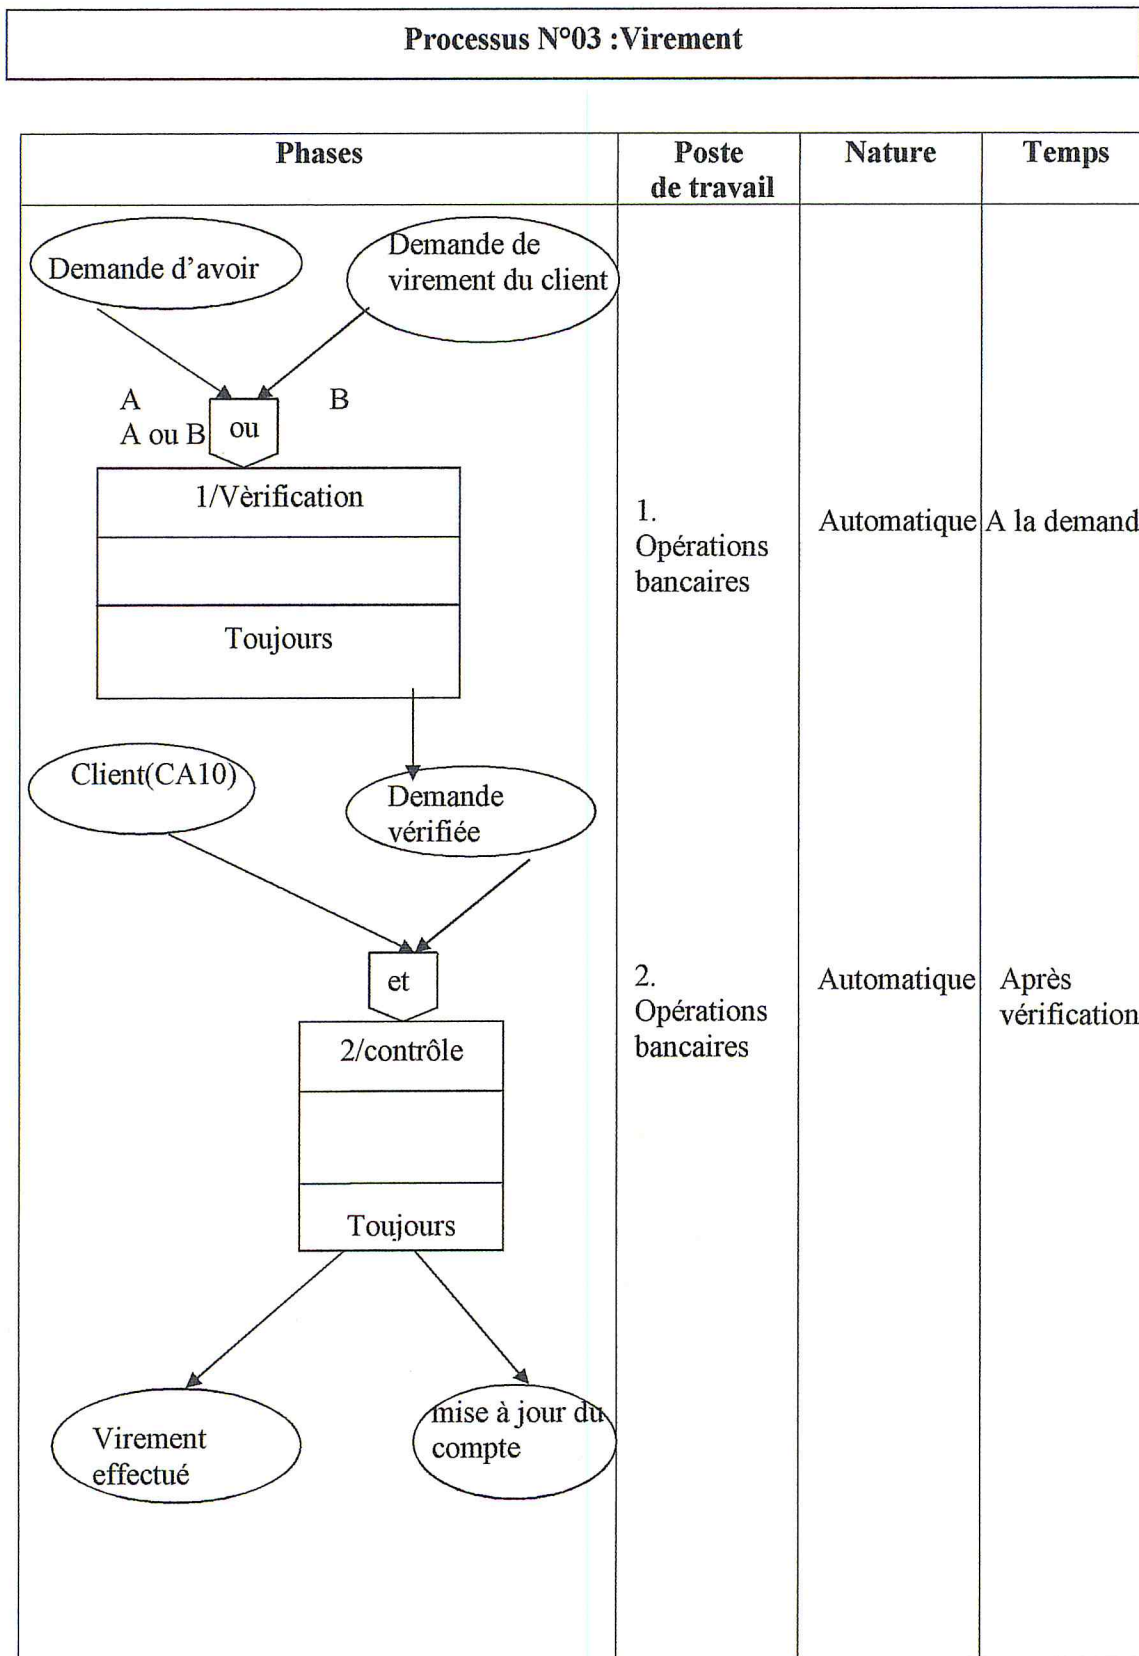 Processus N°03 :Virement
Phases
Poste
de travail
Nature
Temps
Demande d'avoir
Demande de
virement du client
A
B
A ou B
ou
1/Vèrification
Toujours
1.
Opérations
bancaires
Automatique
A la demand
Client(CA10)
Demande
vérifiée
et
2/contrôle
Toujours
2.
Opérations
bancaires
Automatique
Après
vérification
Virement
effectué
mise à jour du
compte